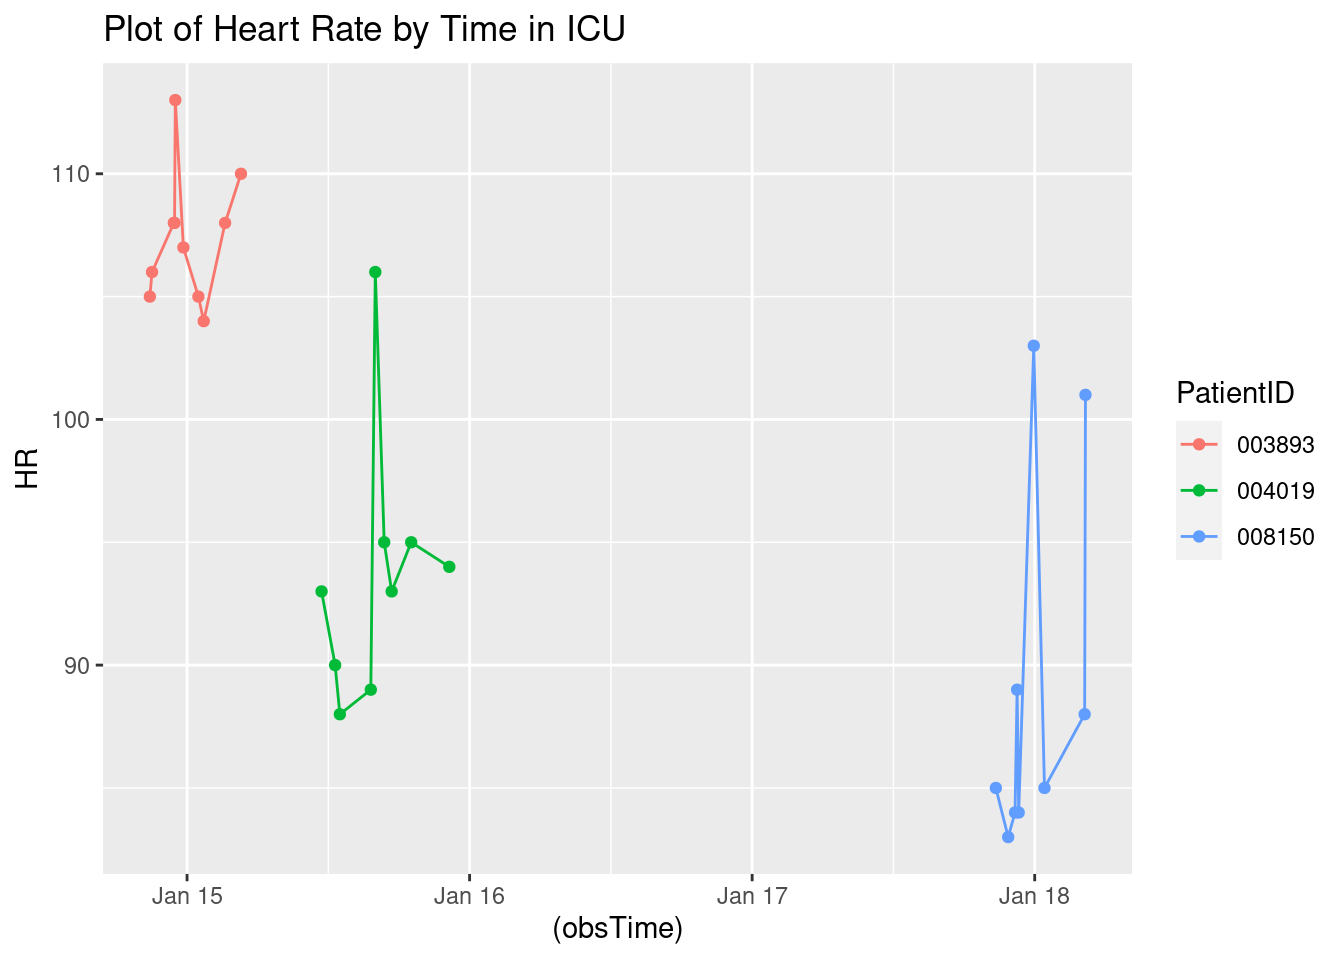 Plot of Heart Rate by Time in ICU
HR
110
100
90
Jan 15
Jan 16
Jan 17
Jan 18
(obsTime)
PatientID
003893
004019
008150